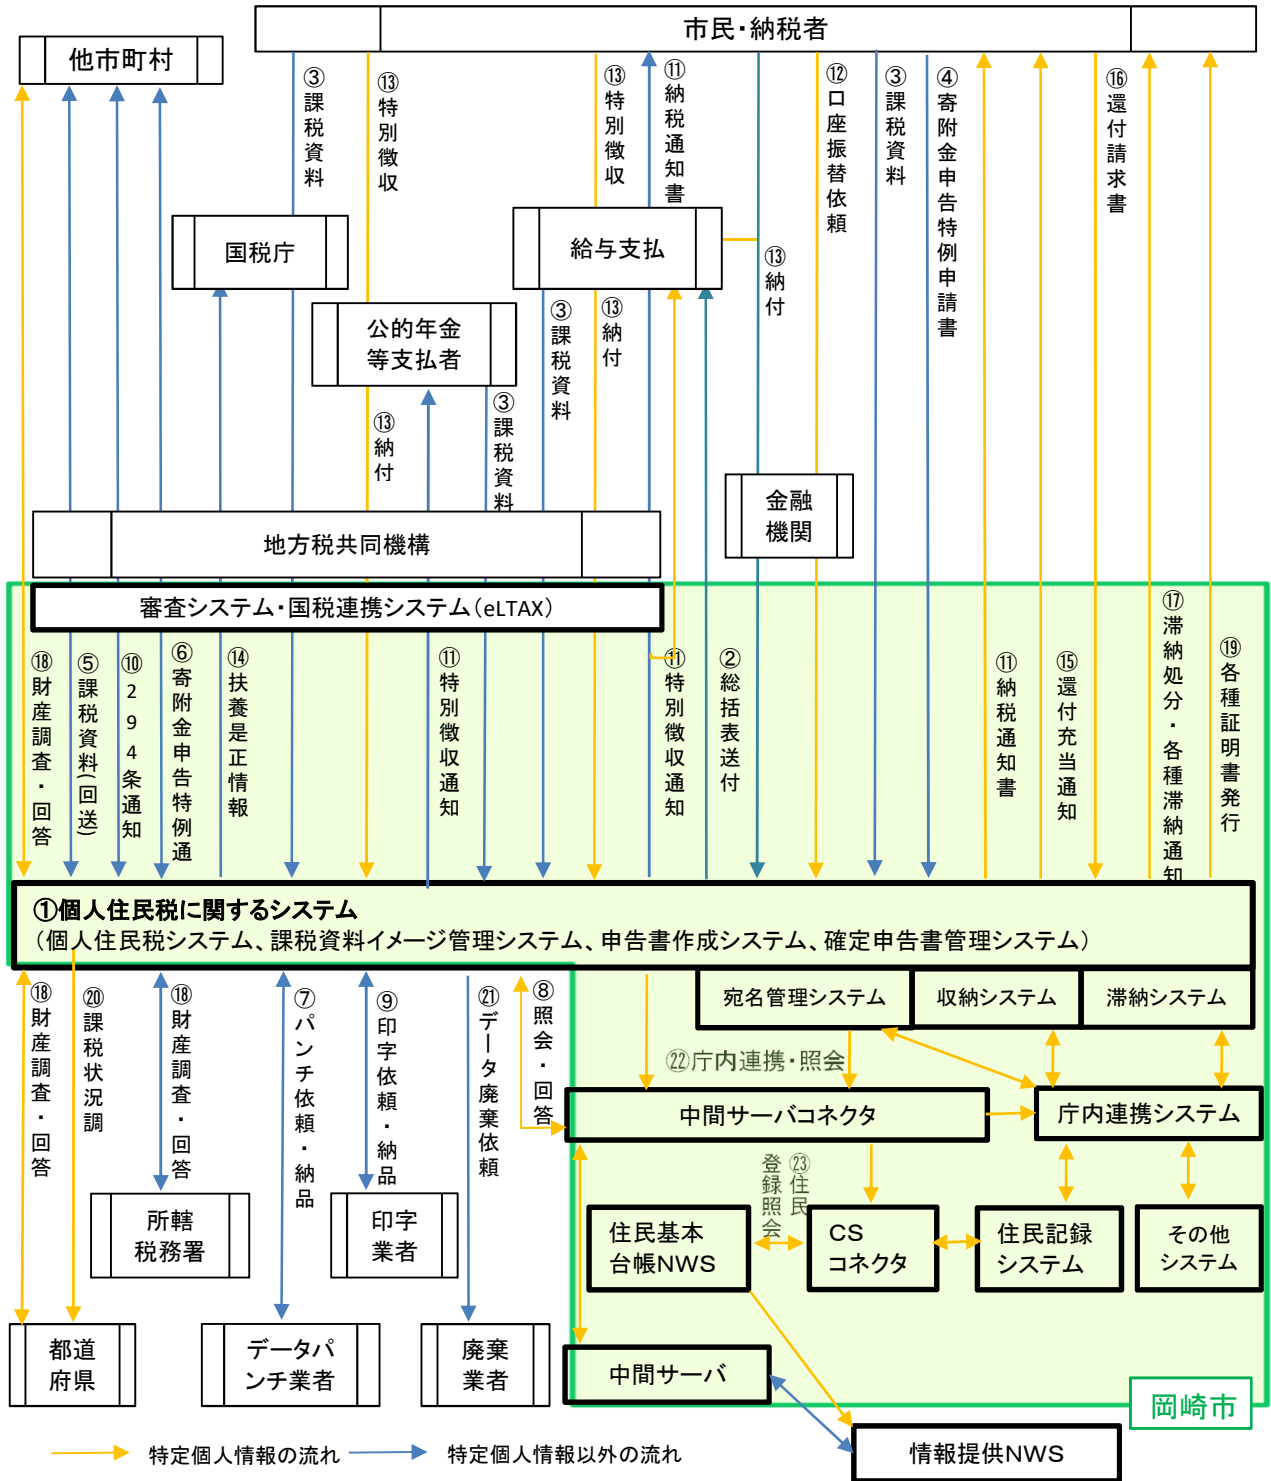 市民・納税者
他市町村
③課税資料
⑬特別徴収
⑬特別徴収
⑪納税通知書
⑫口座振替依頼
③課税資料
④寄附金申告特例申請書
⑯還付請求書
国税庁
給与支払
⑬納付
公的年金
等支払者
③課税資料
⑬納付
⑬納付
③課税資料
金融
機関
地方税共同機構
審査システム・国税連携システム(eLTAX)
⑱財産調査・回答
⑤課税資料(回送)
⑩294条通知
⑥寄附金申告特例通
⑭扶養是正情報
⑪特別徴収通知
⑪特別徴収通知
②総括表送付
⑪納税通知書
⑮還付充当通知
⑰滞納処分・各種滞納通知
⑲各種証明書発行
①個人住民税に関するシステム
(個人住民税システム、課税資料イメージ管理システム、申告書作成システム、確定申告書管理システム)
宛名管理システム
収納システム
滞納システム
⑱財産調査・回答
⑳課税状況調
⑱財産調査・回答
⑦パンチ依頼・納品
⑨印字依頼・納品
㉑データ廃棄依頼
⑧照会・回答
㉒庁内連携・照会
中間サーバコネクタ
庁内連携システム
㉓住民
登録照会
所轄
税務署
印字
業者
住民基本
台帳NWS
CS
コネクタ
住民記録
システム
その他
システム
都道
府県
データパ
ンチ業者
廃棄
業者
中間サーバ
岡崎市
特定個人情報の流れ
特定個人情報以外の流れ
情報提供NWS